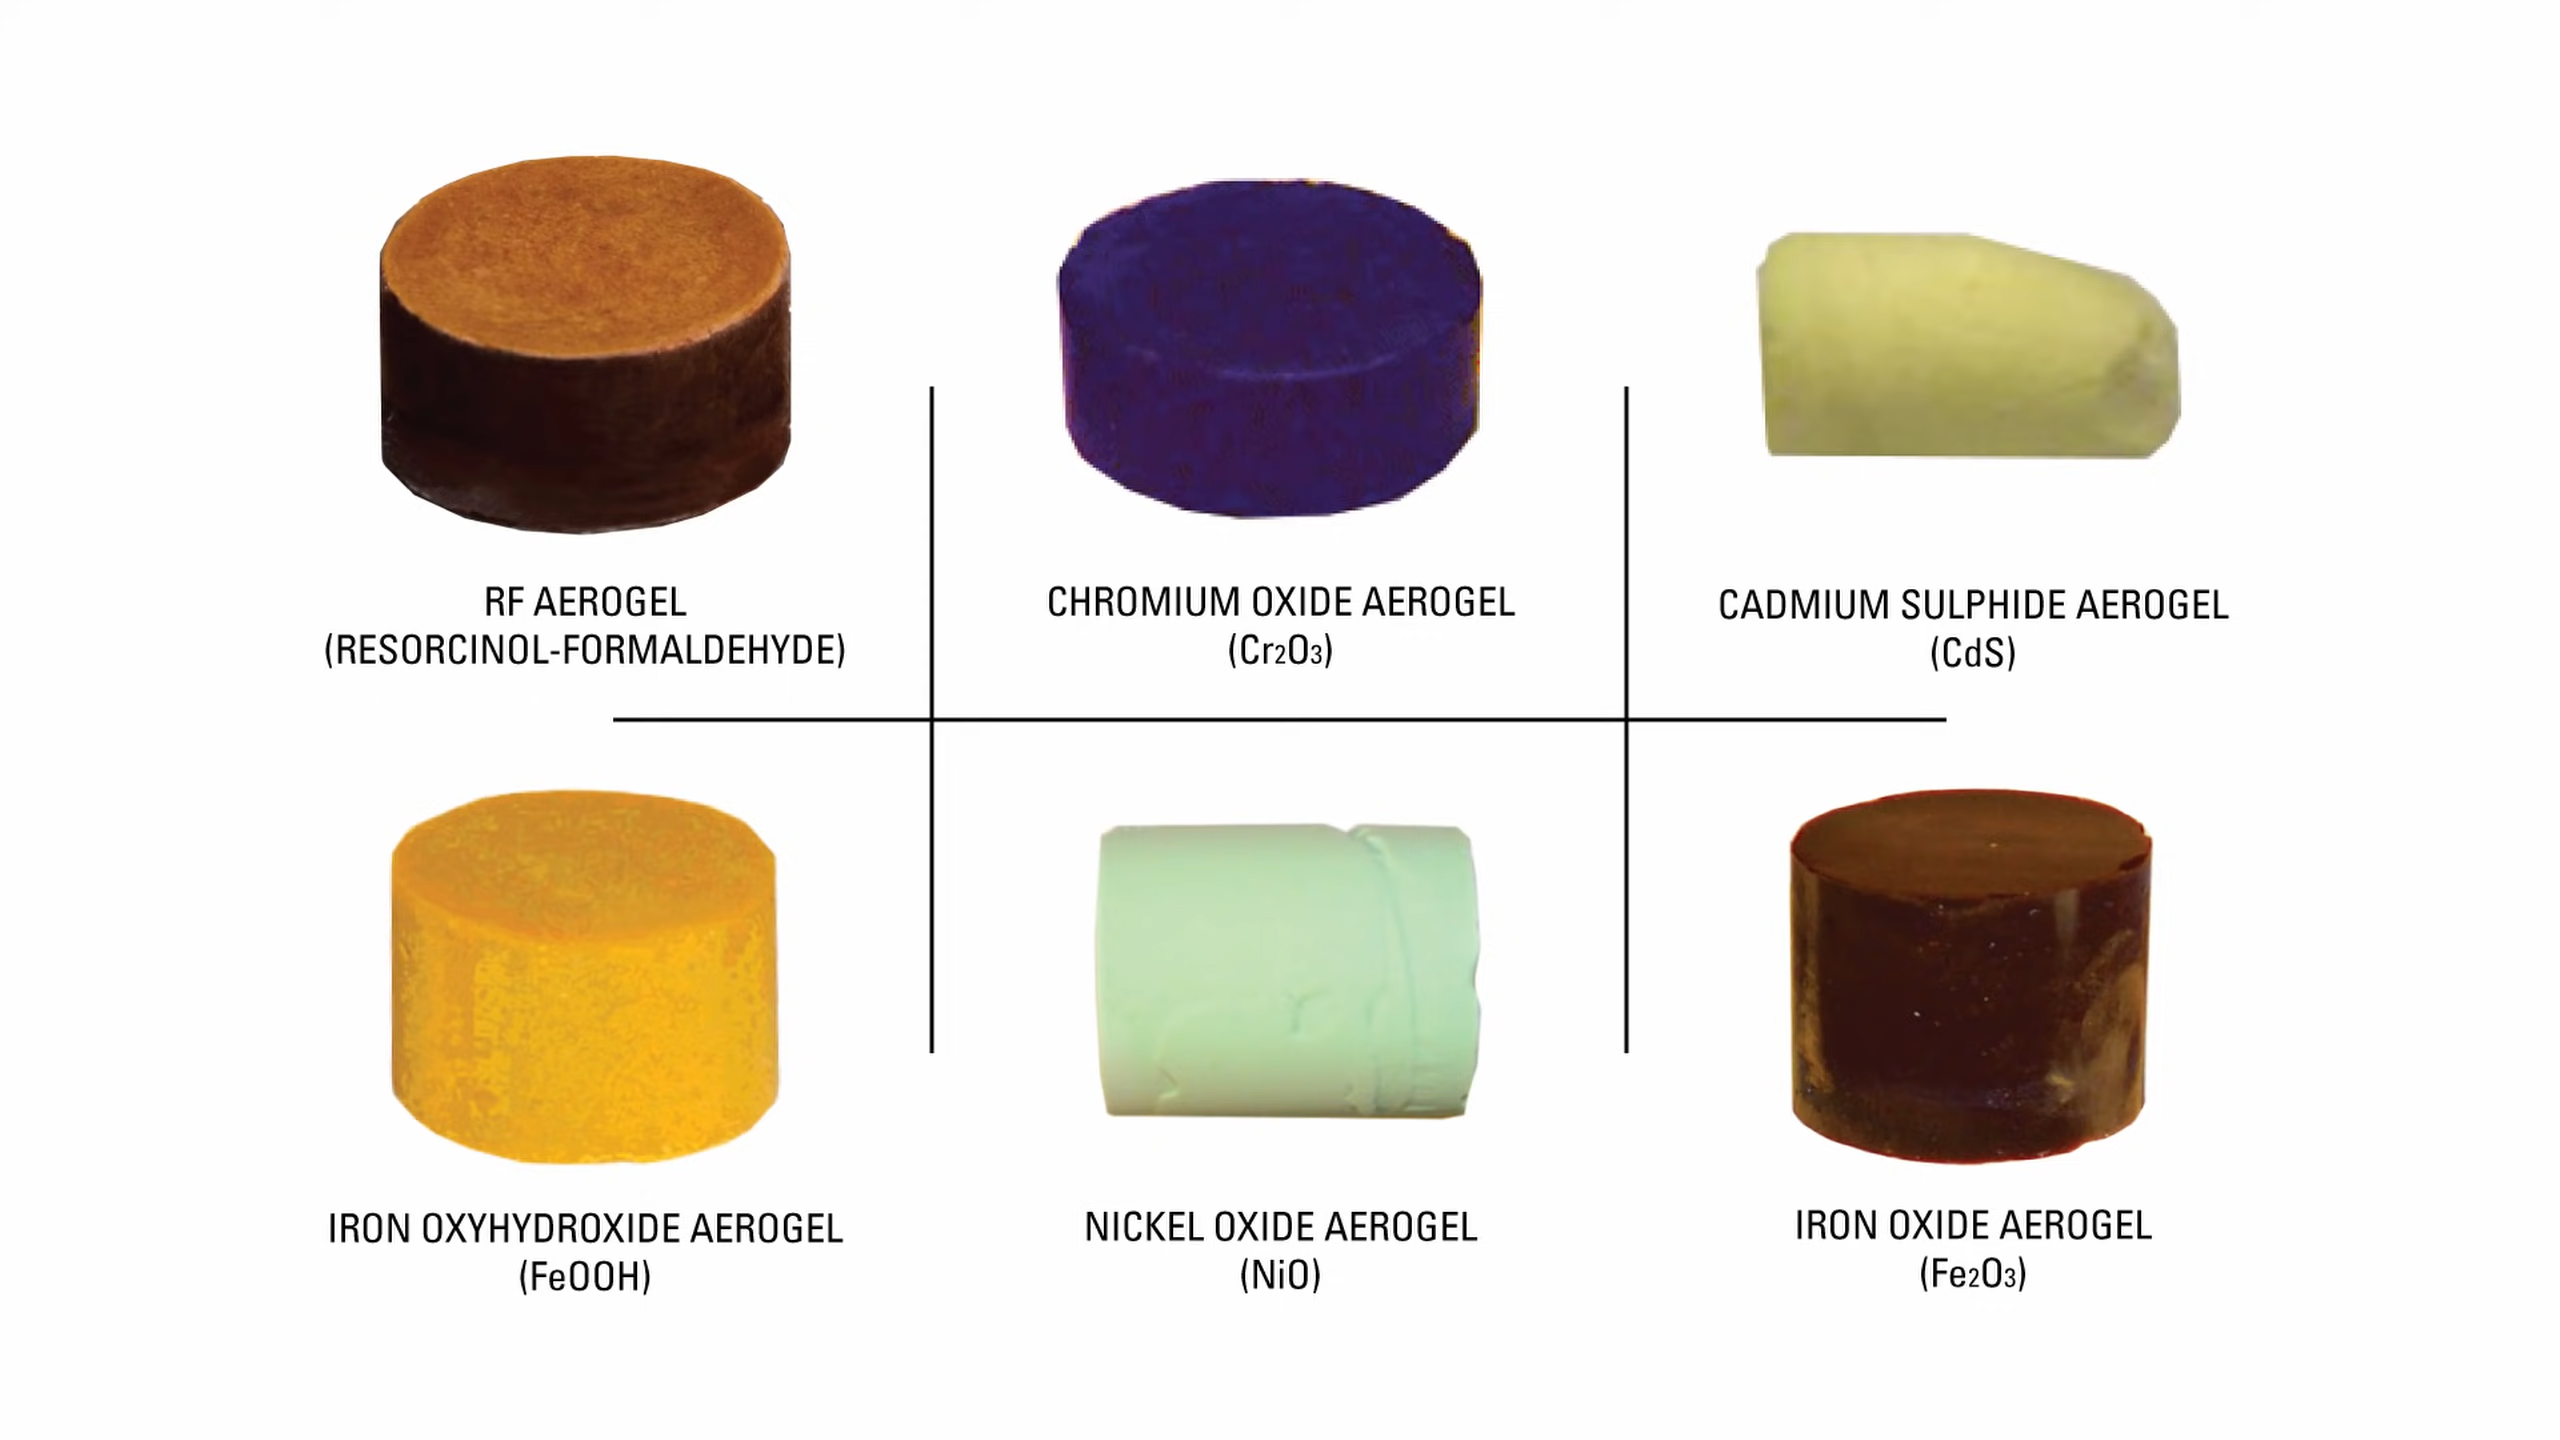 RF AEROGEL
(RESORCINOL-FORMALDEHYDE)
CHROMIUM OXIDE AEROGEL
(Cr₂O₃)
CADMIUM SULPHIDE AEROGEL
(CdS)
IRON OXYHYDROXIDE AEROGEL
(FeOOH)
NICKEL OXIDE AEROGEL
(NiO)
IRON OXIDE AEROGEL
(Fe₂O₃)